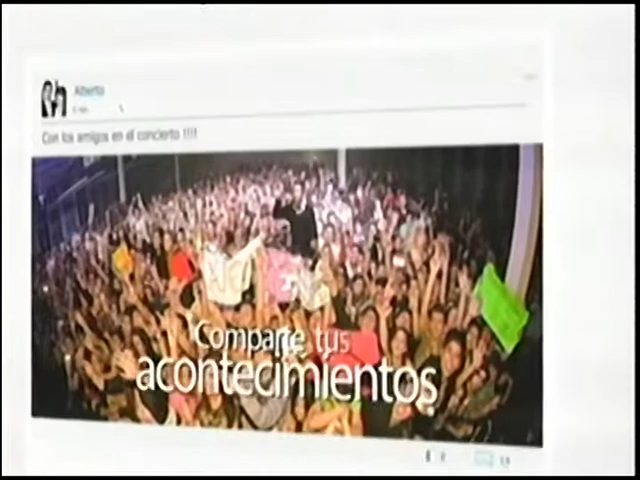 Alberto
Con los amigos en el concierto !!!!
Comparte tus
acontecimientos